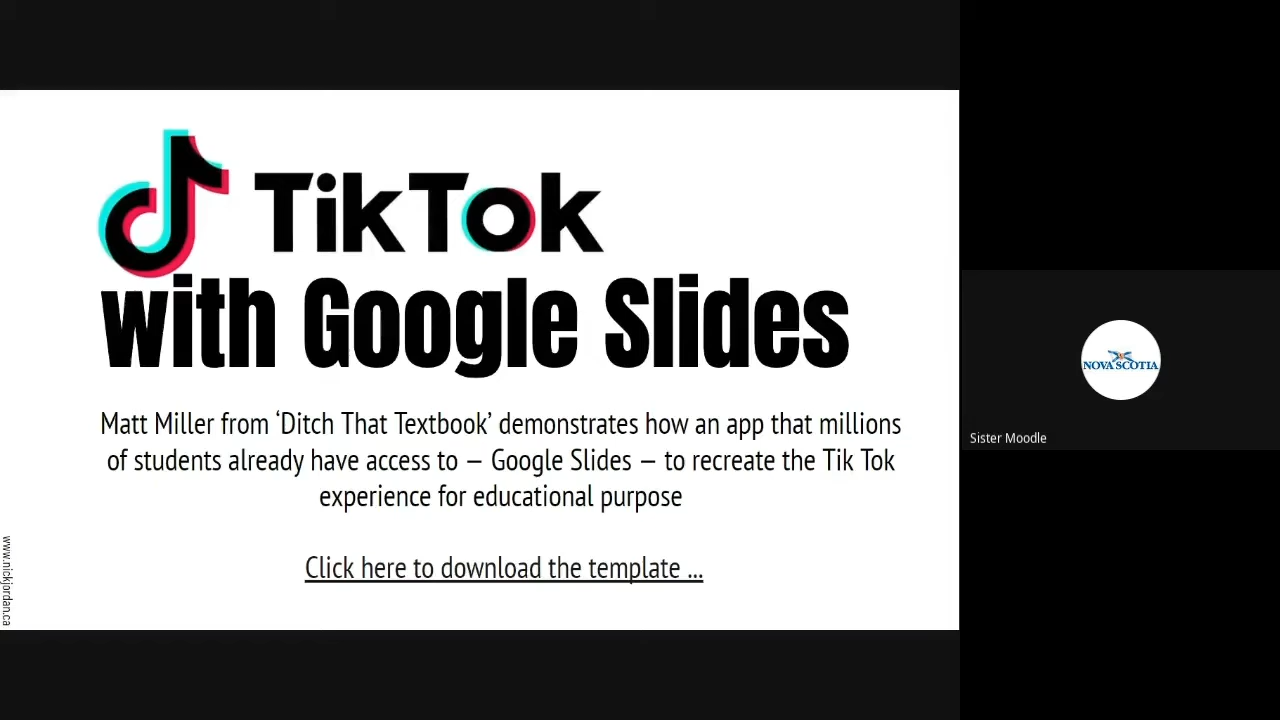 TikTok
with Google Slides
Matt Miller from ‘Ditch That Textbook’ demonstrates how an app that millions
of students already have access to — Google Slides — to recreate the Tik Tok
experience for educational purpose
Click here to download the template ...
www.nickjordan.ca
NOVA SCOTIA
Sister Moodle